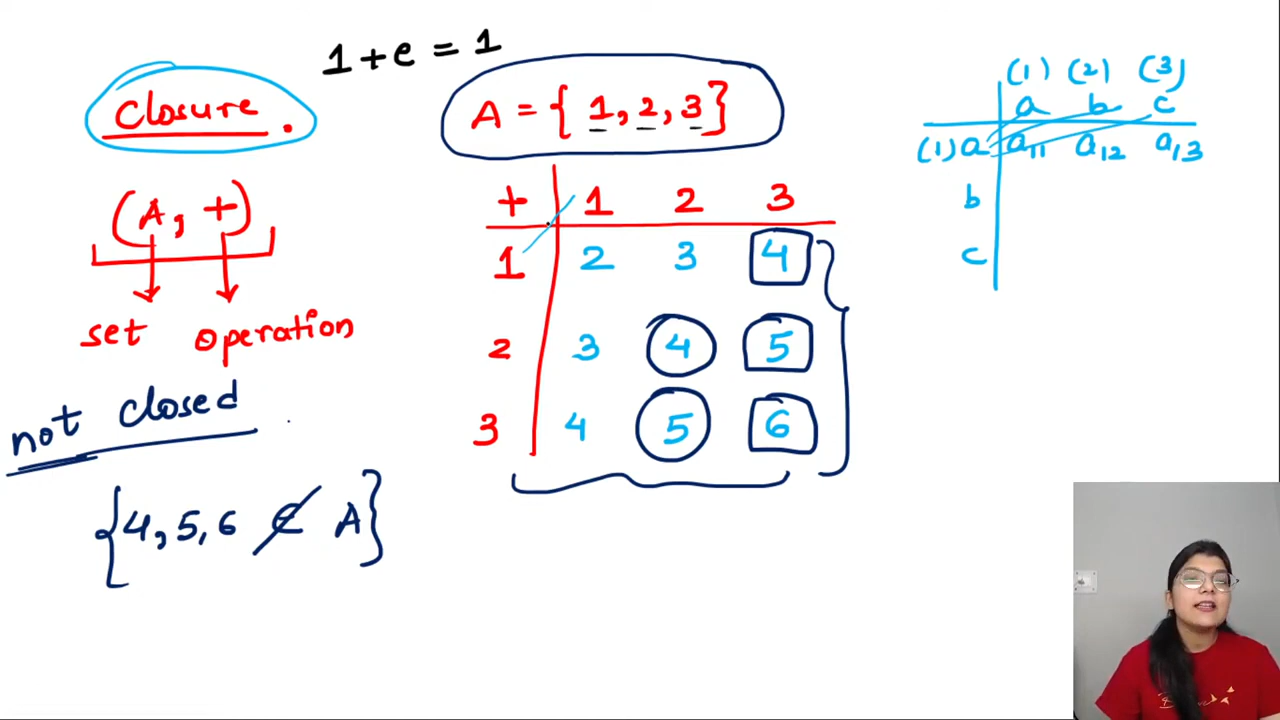 1 + e = 1
closure.
A = { 1, 2, 3 }
(A, +)
set operation
not closed
{4, 5, 6 ∉ A}
+ 1 2 3
1 2 3 4
2 3 4 5
3 4 5 6
(1) (2) (3)
a b c
(1) a a11 a12 a13
b
c